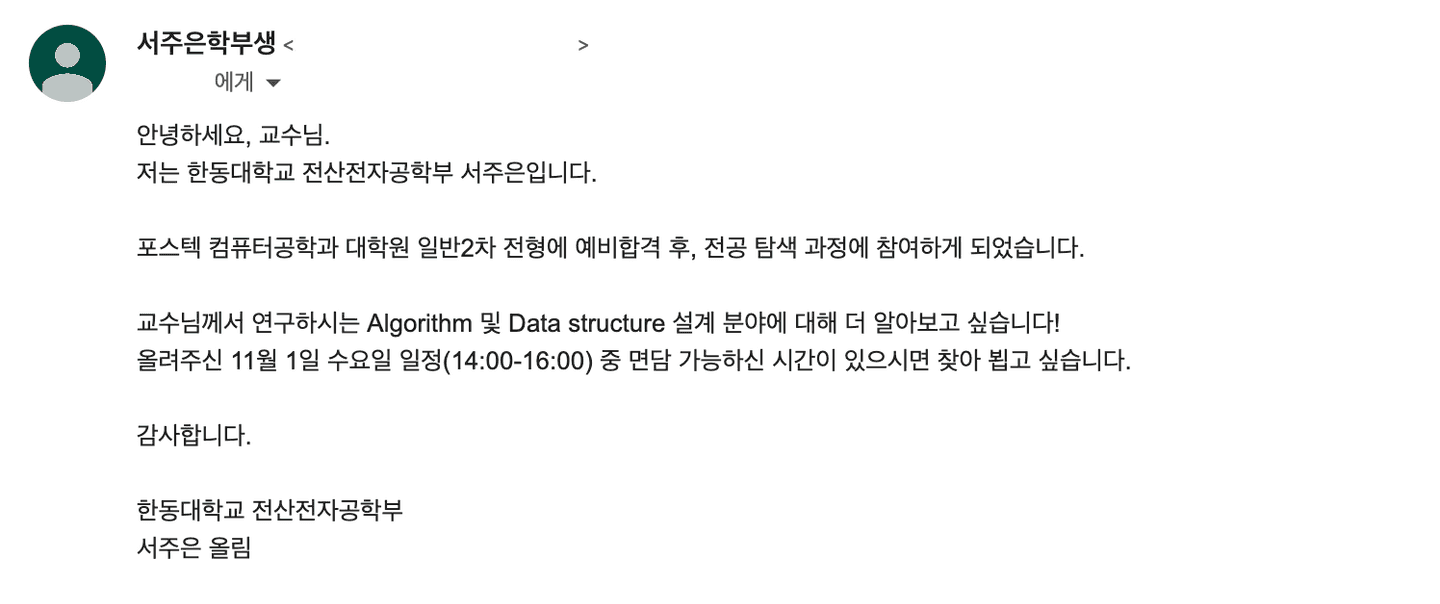 서주은학부생 < >
에게
안녕하세요, 교수님.
저는 한동대학교 전산전자공학부 서주은입니다.
포스텍 컴퓨터공학과 대학원 일반2차 전형에 예비합격 후, 전공 탐색 과정에 참여하게 되었습니다.
교수님께서 연구하시는 Algorithm 및 Data structure 설계 분야에 대해 더 알아보고 싶습니다!
올려주신 11월 1일 수요일 일정(14:00-16:00) 중 면담 가능하신 시간이 있으시면 찾아 뵙고 싶습니다.
감사합니다.
한동대학교 전산전자공학부
서주은 올림